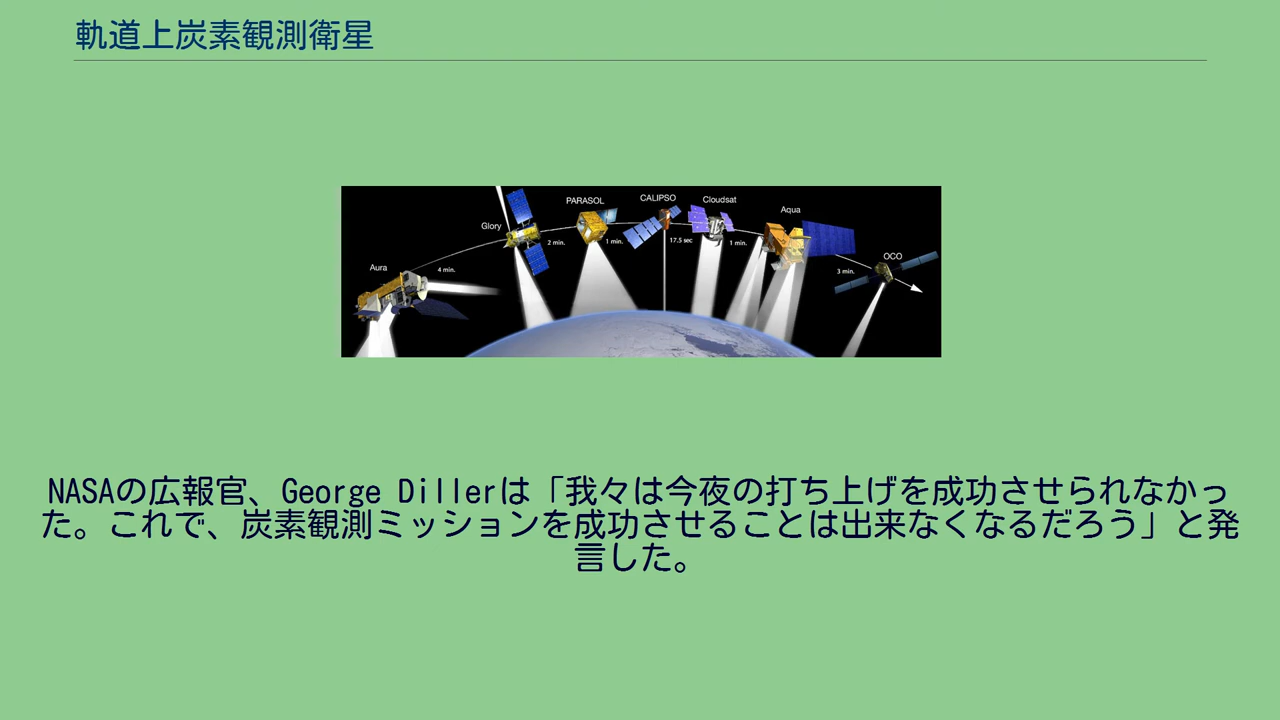 軌道上炭素観測衛星
Aura
4 min.
Glory
2 min.
PARASOL
1 min.
CALIPSO
17.5 sec
Cloudsat
1 min.
Aqua
3 min.
OCO
NASAの広報官、George Dillerは「我々は今夜の打ち上げを成功させられなかっ
た。これで、炭素観測ミッションを成功させることは出来なくなるだろう」と発
言した。